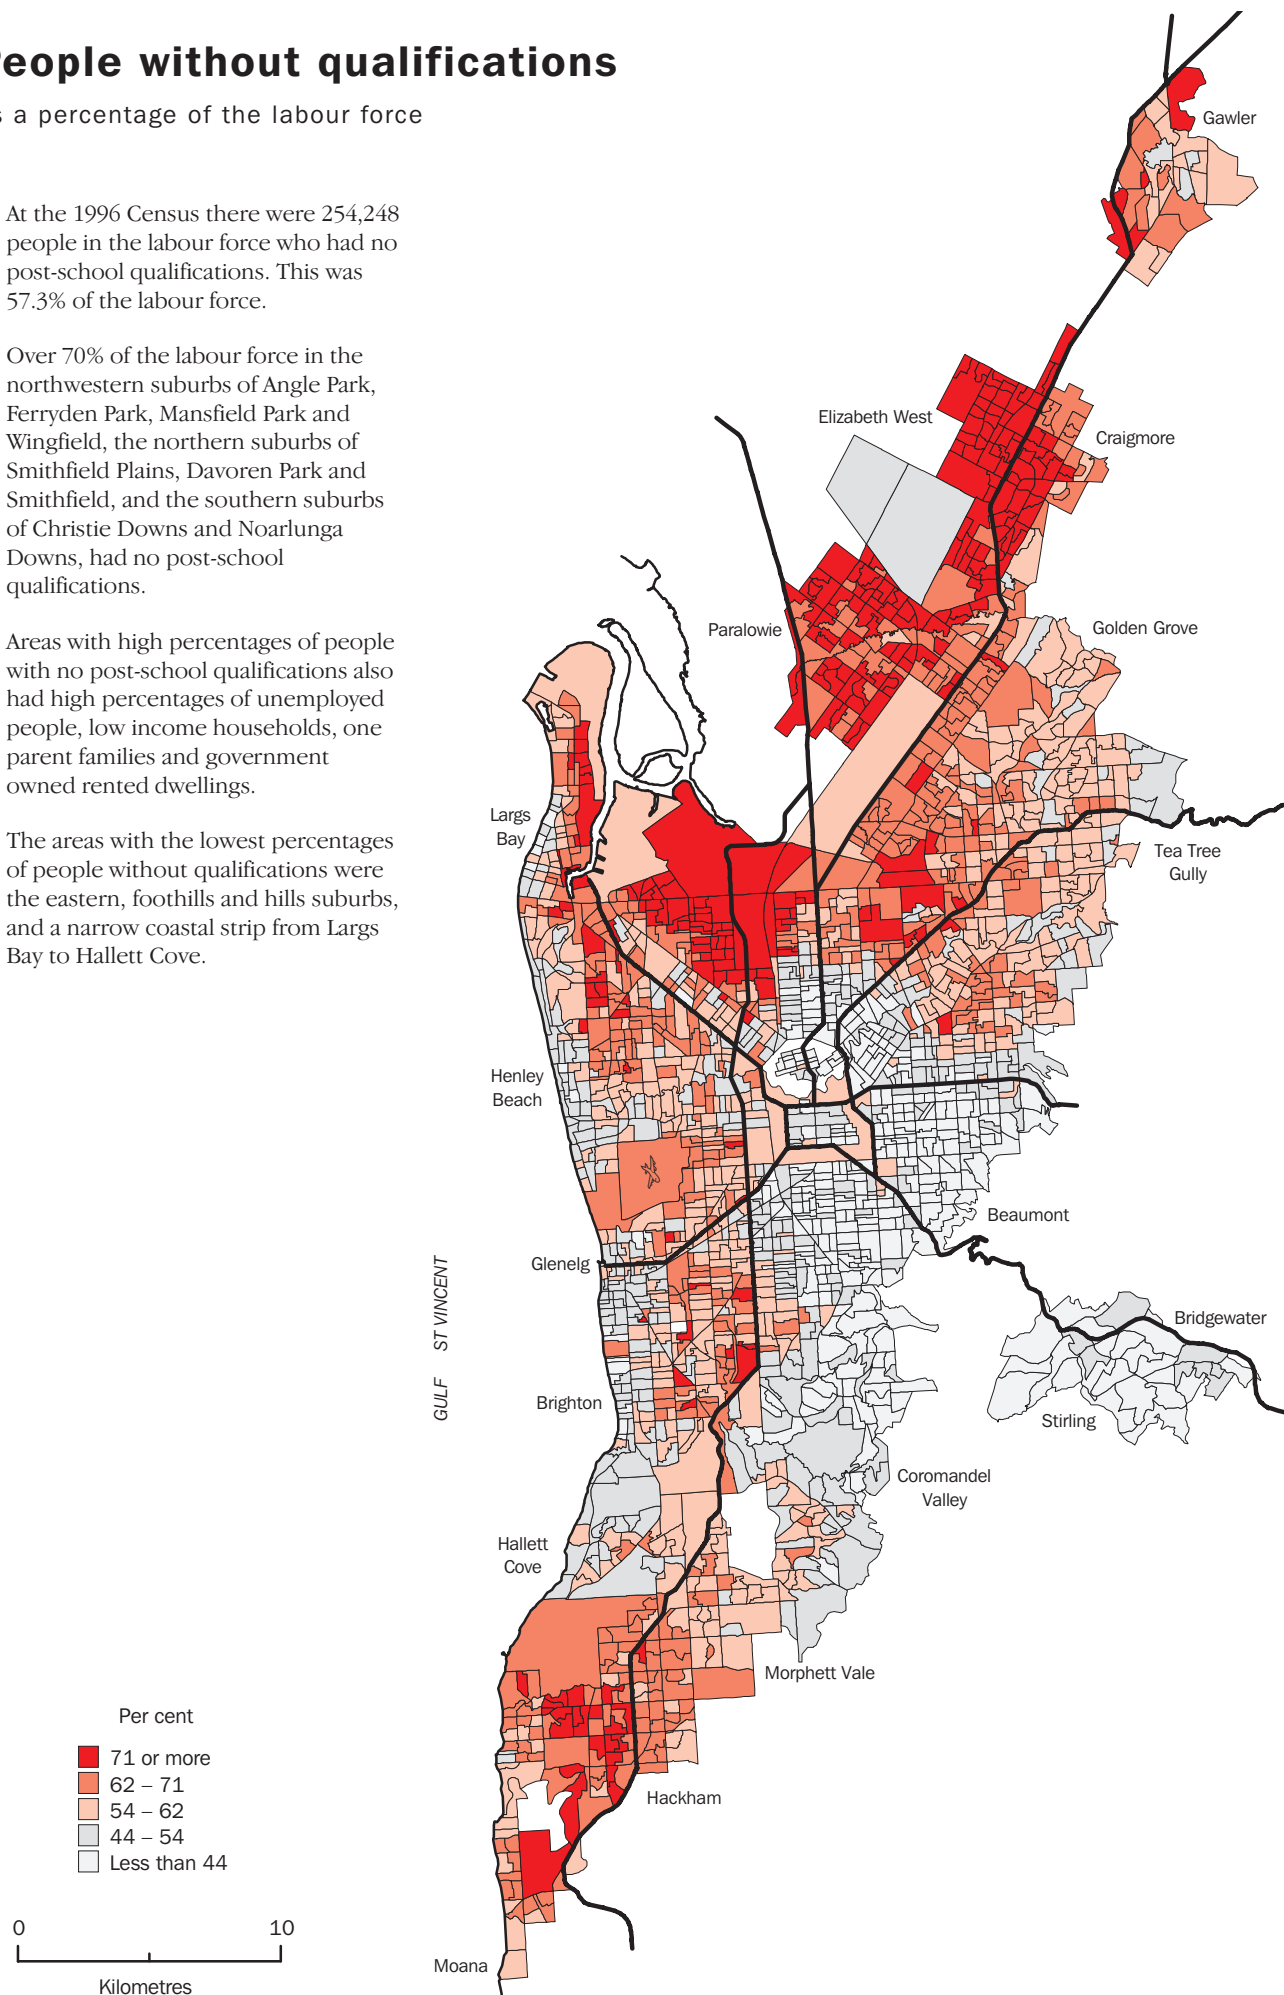 People without qualifications
s a percentage of the labour force
At the 1996 Census there were 254,248
people in the labour force who had no
post-school qualifications. This was
57.3% of the labour force.
Over 70% of the labour force in the
northwestern suburbs of Angle Park,
Ferryden Park, Mansfield Park and
Wingfield, the northern suburbs of
Smithfield Plains, Davoren Park and
Smithfield, and the southern suburbs
of Christie Downs and Noarlunga
Downs, had no post-school
qualifications.
Areas with high percentages of people
with no post-school qualifications also
had high percentages of unemployed
people, low income households, one
parent families and government
owned rented dwellings.
The areas with the lowest percentages
of people without qualifications were
the eastern, foothills and hills suburbs,
and a narrow coastal strip from Largs
Bay to Hallett Cove.
Gawler
Elizabeth West
Craigmore
Paralowie
Golden Grove
Largs
Bay
Tea Tree
Gully
Henley
Beach
Beaumont
Glenelg
GULF ST VINCENT
Bridgewater
Brighton
Stirling
Coromandel
Valley
Hallett
Cove
Morphett Vale
Hackham
Moana
Per cent
71 or more
62 – 71
54 – 62
44 – 54
Less than 44
0 10
Kilometres